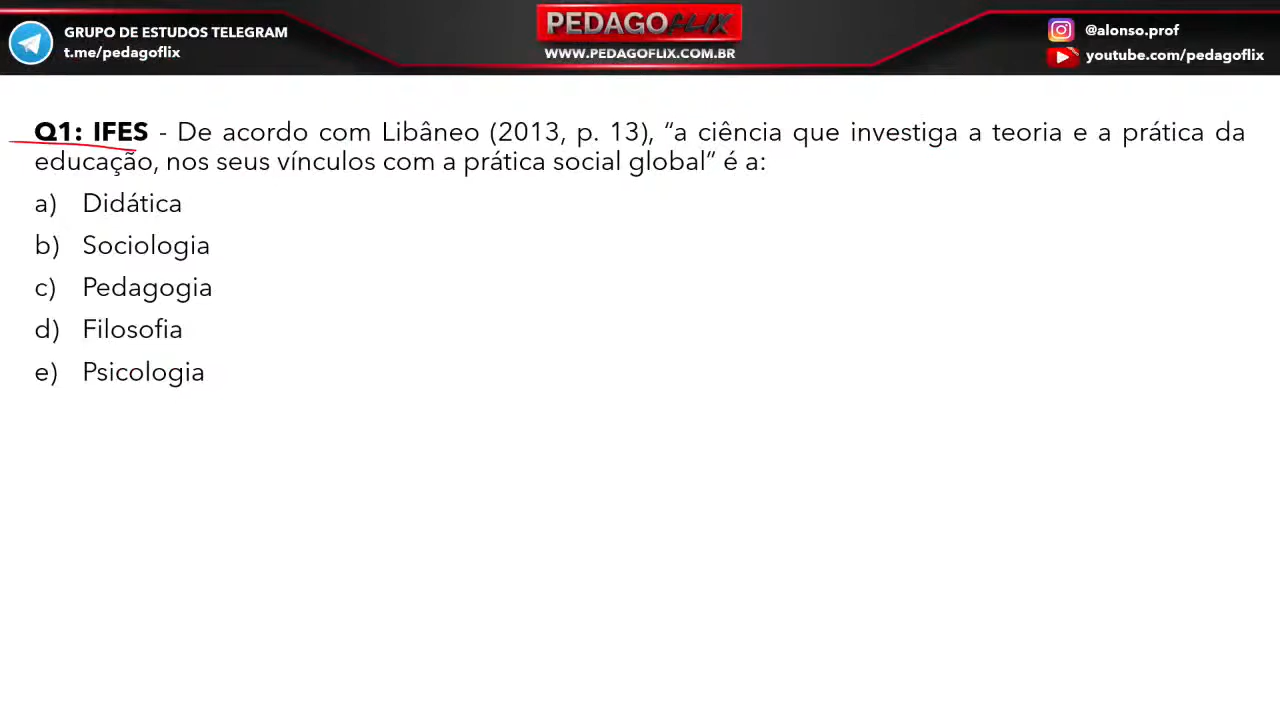 GRUPO DE ESTUDOS TELEGRAM
t.me/pedagoflix
PEDAGOFLIX
WWW.PEDAGOFLIX.COM.BR
@alonso.prof
youtube.com/pedagoflix
Q1: IFES - De acordo com Libâneo (2013, p. 13), “a ciência que investiga a teoria e a prática da
educação, nos seus vínculos com a prática social global” é a:
a) Didática
b) Sociologia
c) Pedagogia
d) Filosofia
e) Psicologia